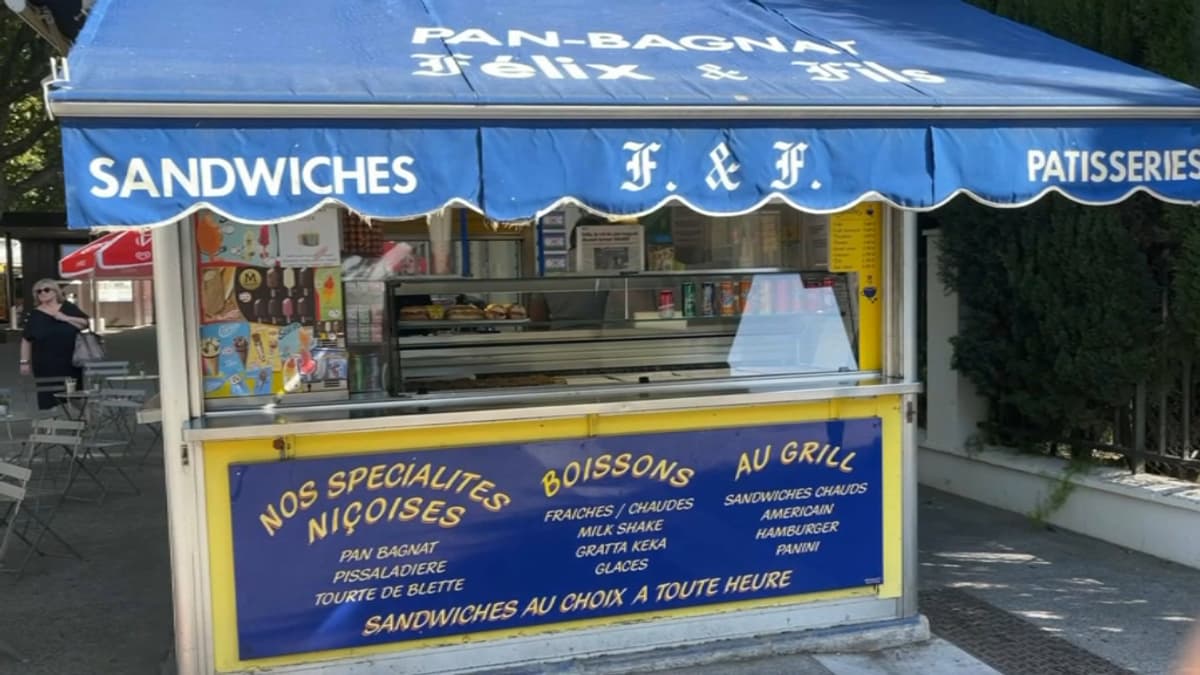 PAN-BAGNAT
Félix & Fils
SANDWICHES
F. & F.
PATISSERIES
NOS SPECIALITES
NIÇOISES
PAN BAGNAT
PISSALADIERE
TOURTE DE BLETTE
BOISSONS
FRAICHES / CHAUDES
MILK SHAKE
GRATTA KEKA
GLACES
AU GRILL
SANDWICHES CHAUDS
AMERICAIN
HAMBURGER
PANINI
SANDWICHES AU CHOIX A TOUTE HEURE